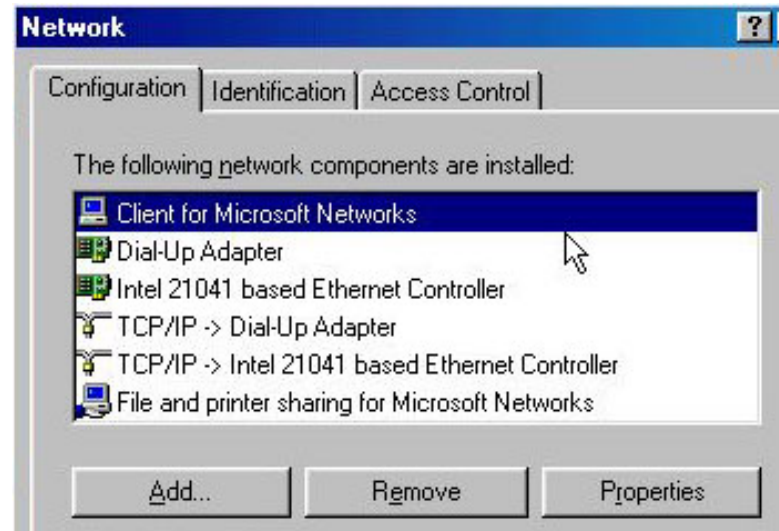 Network
?
Configuration Identification Access Control
The following network components are installed:
Client for Microsoft Networks
Dial-Up Adapter
Intel 21041 based Ethernet Controller
TCP/IP -> Dial-Up Adapter
TCP/IP -> Intel 21041 based Ethernet Controller
File and printer sharing for Microsoft Networks
Add... Remove Properties